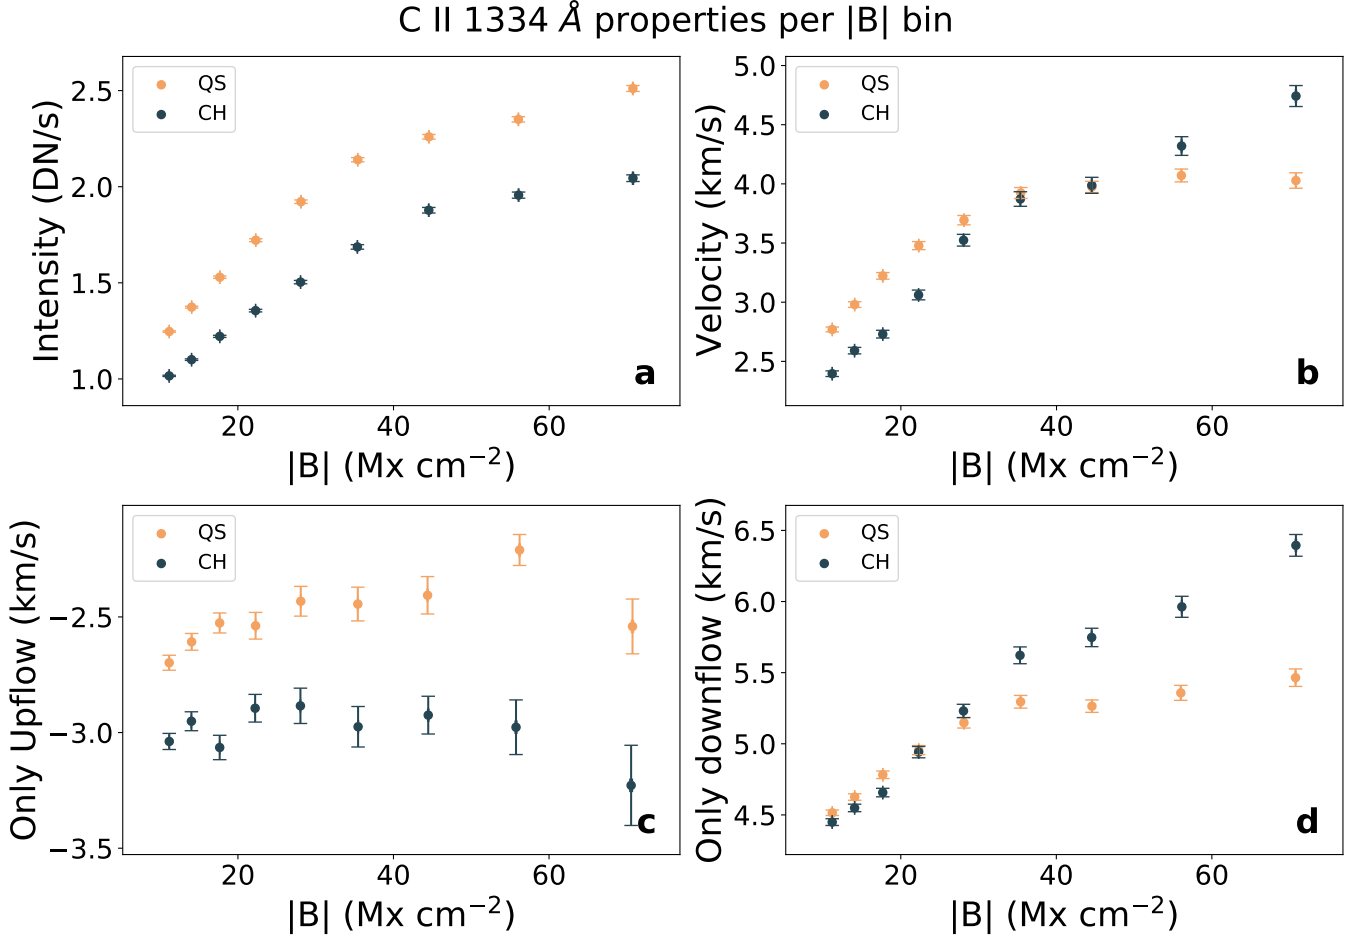 C II 1334 Å properties per |B| bin
Intensity (DN/s)
2.5
2.0
1.5
1.0
QS
CH
a
20
40
60
|B| (Mx cm⁻²)
Velocity (km/s)
5.0
4.5
4.0
3.5
3.0
2.5
QS
CH
b
20
40
60
|B| (Mx cm⁻²)
Only Upflow (km/s)
−2.5
−3.0
−3.5
QS
CH
c
20
40
60
|B| (Mx cm⁻²)
Only downflow (km/s)
6.5
6.0
5.5
5.0
4.5
QS
CH
d
20
40
60
|B| (Mx cm⁻²)